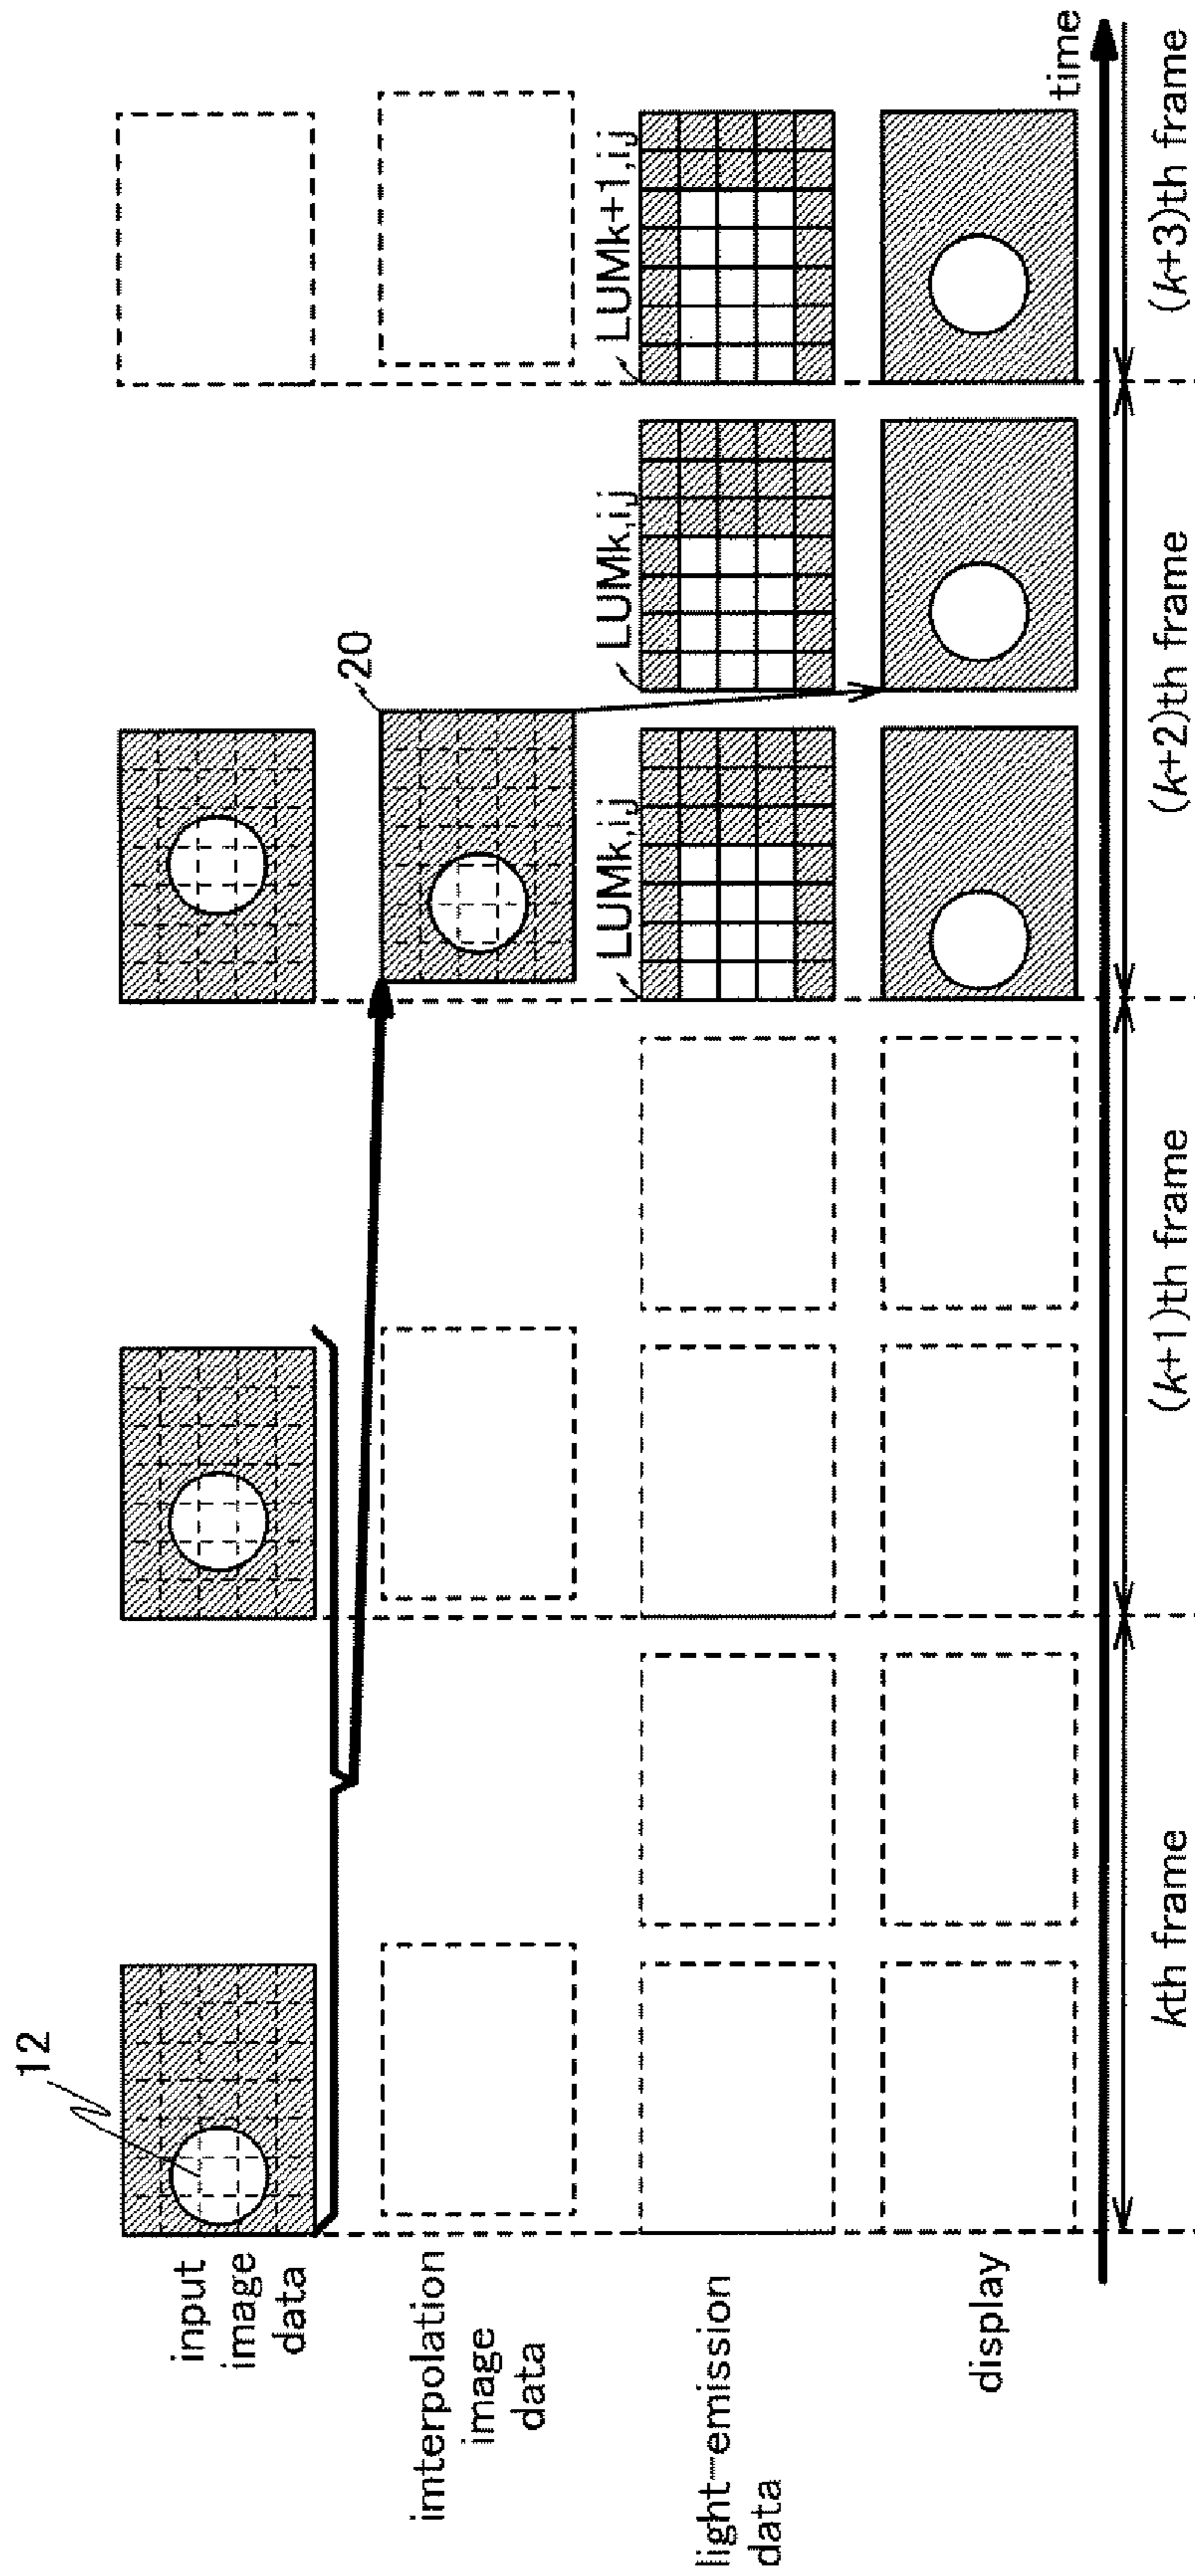 12
input
image
data
20
imterpolation
image
data
LUMk,i,j
LUMk,i,j
LUMk+1,i,j
light-emission
data
display
time
kth frame
(k+1)th frame
(k+2)th frame
(k+3)th frame